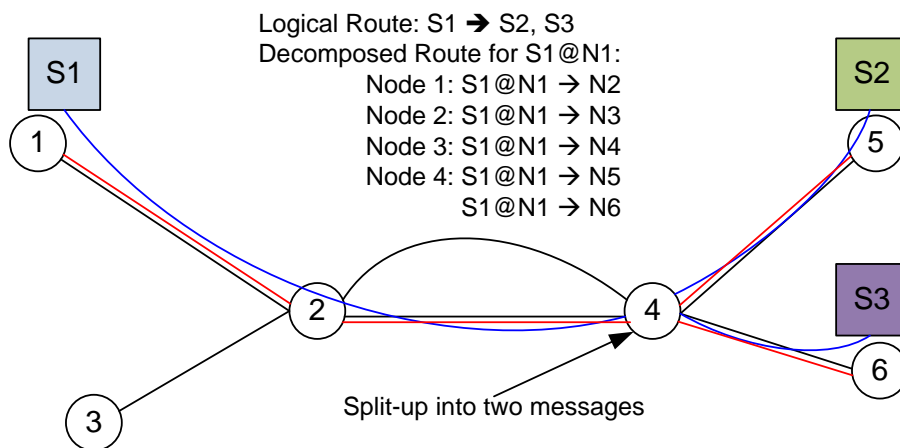 Logical Route: S1 → S2, S3
Decomposed Route for S1@N1:
Node 1: S1@N1 → N2
Node 2: S1@N1 → N3
Node 3: S1@N1 → N4
Node 4: S1@N1 → N5
S1@N1 → N6
S1
S2
1
5
S3
2
4
6
3
Split-up into two messages